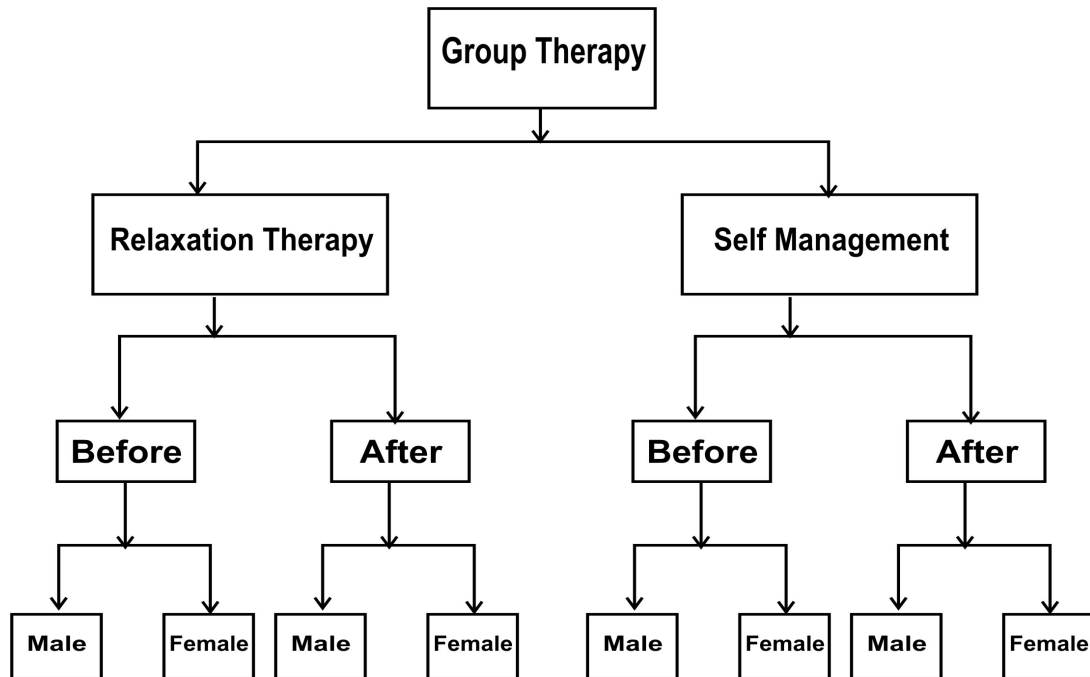 Group Therapy
Relaxation Therapy
Self Management
Before
After
Before
After
Male
Female
Male
Female
Male
Female
Male
Female